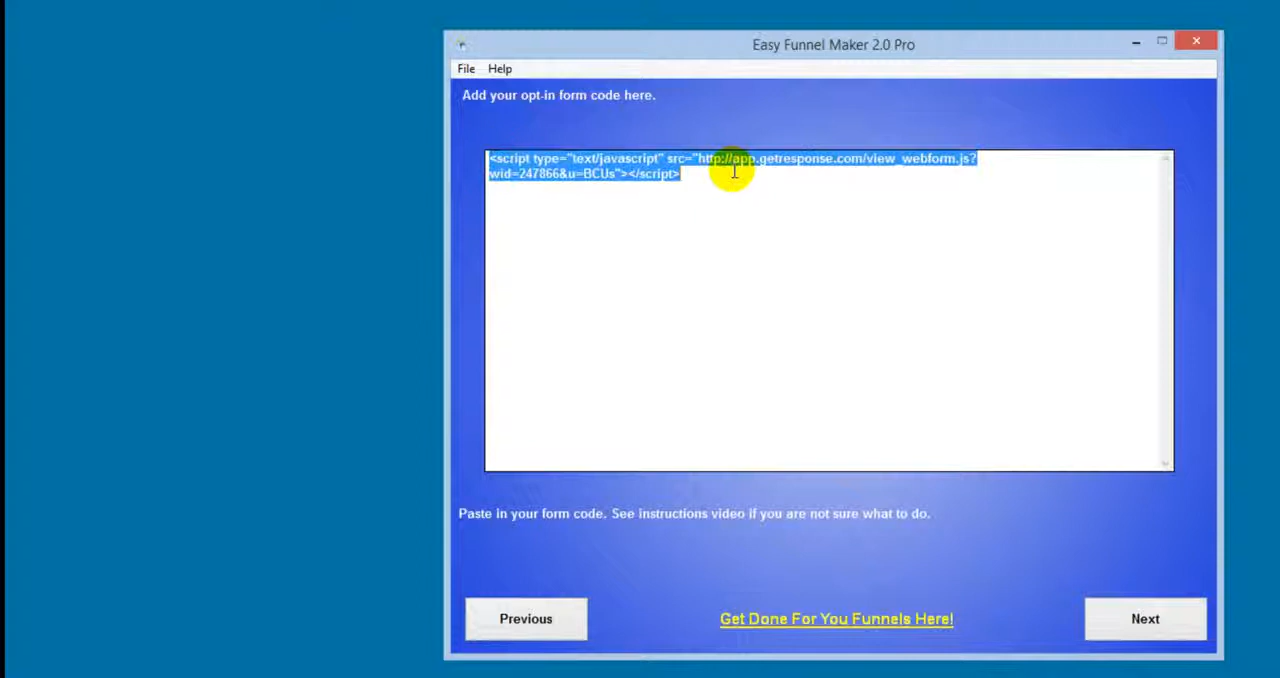 Easy Funnel Maker 2.0 Pro
File Help
Add your opt-in form code here.
<script type="text/javascript" src="http://app.getresponse.com/view_webform.js?
wid=247866&u=BCUs"></script>
Paste in your form code. See instructions video if you are not sure what to do.
Previous
Get Done For You Funnels Here!
Next